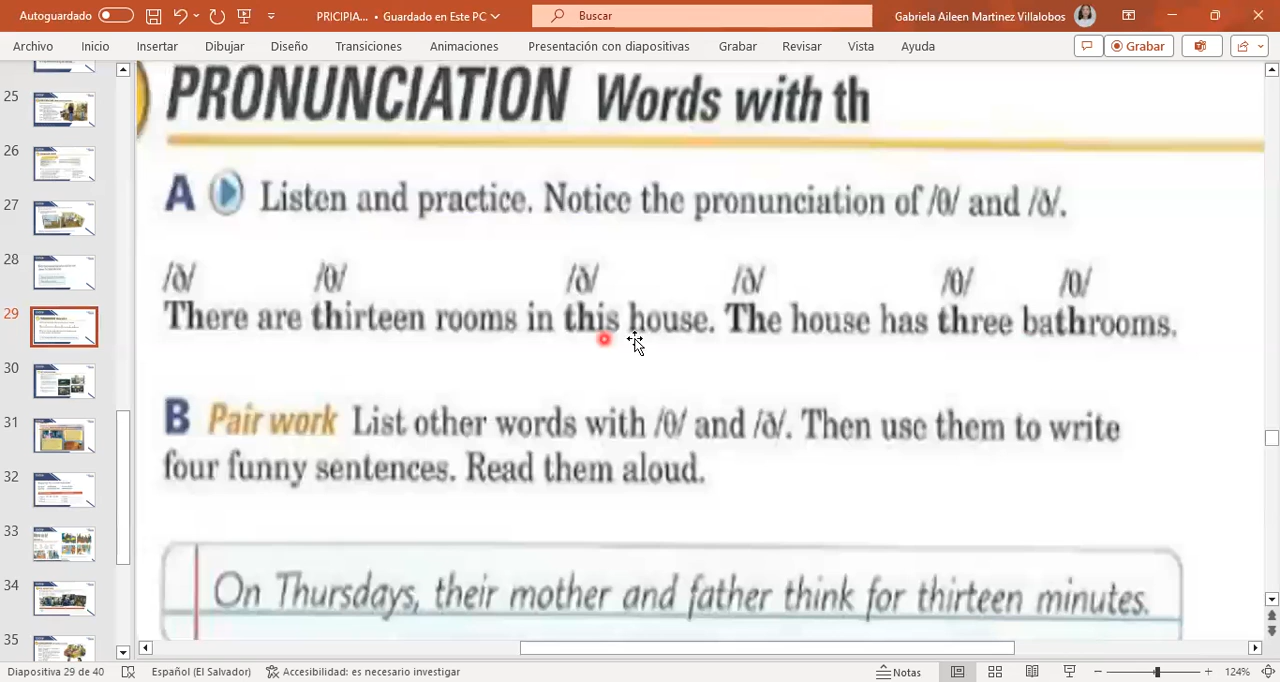 Autoguardado PRICIPIA... • Guardado en Este PC Buscar Gabriela Aileen Martinez Villalobos
Archivo Inicio Insertar Dibujar Diseño Transiciones Animaciones Presentación con diapositivas Grabar Revisar Vista Ayuda Grabar
PRONUNCIATION Words with th
A Listen and practice. Notice the pronunciation of /θ/ and /ð/.
/ð/ /θ/ /ð/ /ð/ /θ/ /θ/
There are thirteen rooms in this house. The house has three bathrooms.
B Pair work List other words with /θ/ and /ð/. Then use them to write
four funny sentences. Read them aloud.
On Thursdays, their mother and father think for thirteen minutes.
25
26
27
28
29
30
31
32
33
34
35
Diapositiva 29 de 40 Español (El Salvador) Accesibilidad: es necesario investigar Notas 124%